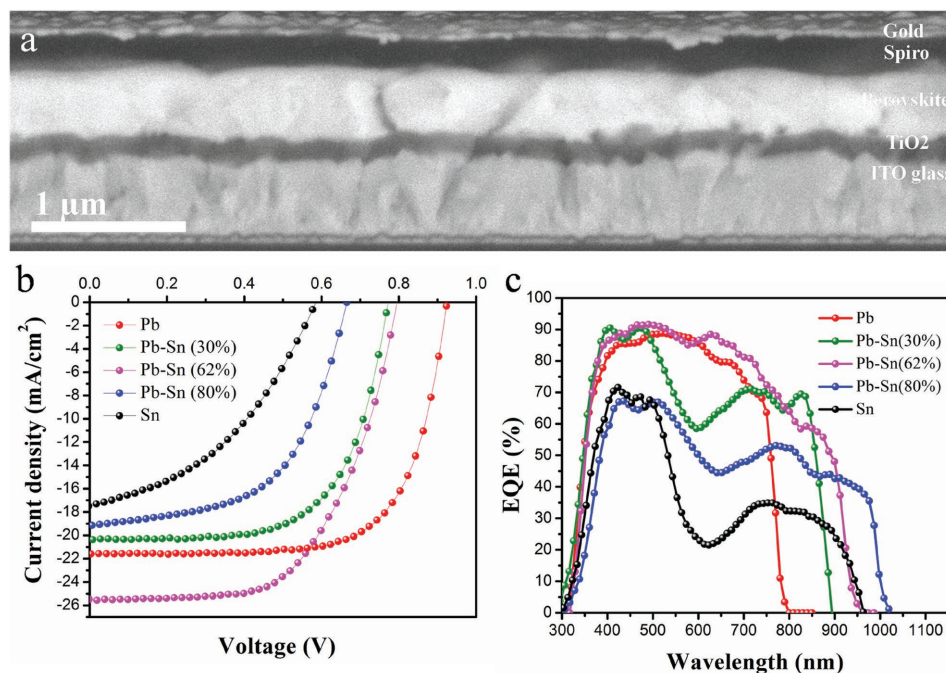 a
Gold
Spiro
Perovskite
TiO2
ITO glass
1 μm
b
0.0 0.2 0.4 0.6 0.8 1.0
0
-2
-4
-6
-8
-10
-12
-14
-16
-18
-20
-22
-24
-26
Current density (mA/cm²)
Voltage (V)
Pb
Pb-Sn (30%)
Pb-Sn (62%)
Pb-Sn (80%)
Sn
c
100
90
80
70
60
50
40
30
20
10
0
EQE (%)
300 400 500 600 700 800 900 1000 1100
Wavelength (nm)
Pb
Pb-Sn(30%)
Pb-Sn(62%)
Pb-Sn(80%)
Sn